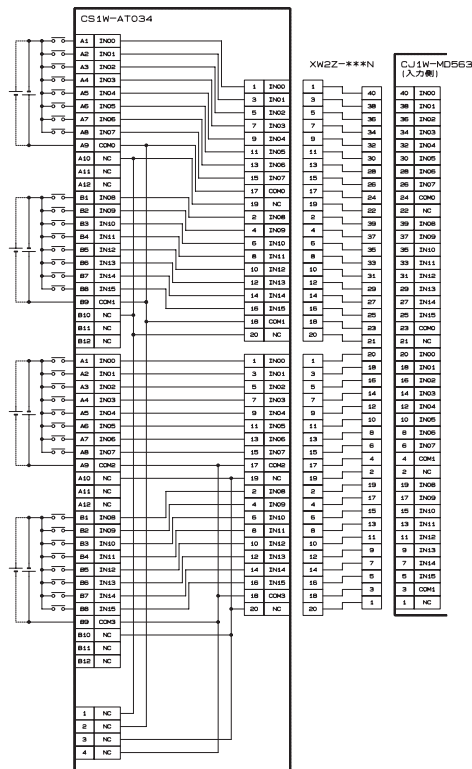 CS1W-AT034
A1 IN00
A2 IN01
A3 IN02
A4 IN03
A5 IN04
A6 IN05
A7 IN06
A8 IN07
A9 COM0
A10 NC
A11 NC
A12 NC
B1 IN08
B2 IN09
B3 IN10
B4 IN11
B5 IN12
B6 IN13
B7 IN14
B8 IN15
B9 COM1
B10 NC
B11 NC
B12 NC
A1 IN00
A2 IN01
A3 IN02
A4 IN03
A5 IN04
A6 IN05
A7 IN06
A8 IN07
A9 COM2
A10 NC
A11 NC
A12 NC
B1 IN08
B2 IN09
B3 IN10
B4 IN11
B5 IN12
B6 IN13
B7 IN14
B8 IN15
B9 COM3
B10 NC
B11 NC
B12 NC
1 NC
2 NC
3 NC
4 NC
1 IN00
3 IN01
5 IN02
7 IN03
9 IN04
11 IN05
13 IN06
15 IN07
17 COM0
19 NC
2 IN08
4 IN09
6 IN10
8 IN11
10 IN12
12 IN13
14 IN14
16 IN15
18 COM1
20 NC
1 IN00
3 IN01
5 IN02
7 IN03
9 IN04
11 IN05
13 IN06
15 IN07
17 COM2
19 NC
2 IN08
4 IN09
6 IN10
8 IN11
10 IN12
12 IN13
14 IN14
16 IN15
18 COM3
20 NC
XW2Z-***N
1 40
3 38
5 36
7 34
9 32
11 30
13 28
15 26
17 24
19 22
2 39
4 37
6 35
8 33
10 31
12 29
14 27
16 25
18 23
20 21
1 20
3 18
5 16
7 14
9 12
11 10
13 8
15 6
17 4
19 2
2 19
4 17
6 15
8 13
10 11
12 9
14 7
16 5
18 3
20 1
CJ1W-MD563
(入力側)
40 IN00
38 IN01
36 IN02
34 IN03
32 IN04
30 IN05
28 IN06
26 IN07
24 COM0
22 NC
39 IN08
37 IN09
35 IN10
33 IN11
31 IN12
29 IN13
27 IN14
25 IN15
23 COM0
21 NC
20 IN00
18 IN01
16 IN02
14 IN03
12 IN04
10 IN05
8 IN06
6 IN07
4 COM1
2 NC
19 IN08
17 IN09
15 IN10
13 IN11
11 IN12
9 IN13
7 IN14
5 IN15
3 COM1
1 NC